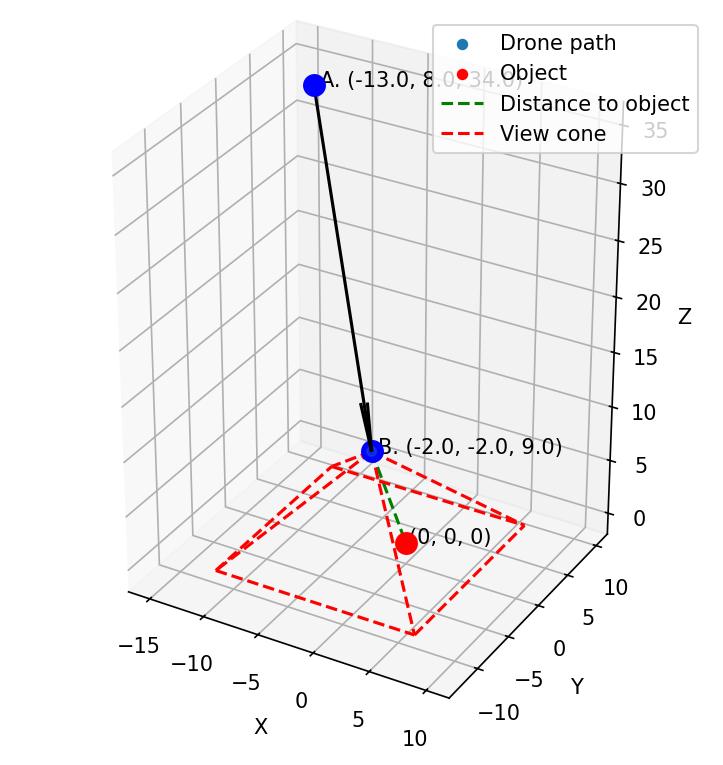 Drone path
Object
Distance to object
View cone
A. (-13.0, 8.0, 34.0)
B. (-2.0, -2.0, 9.0)
(0, 0, 0)
35
30
25
20
15
10
5
0
Z
−15
−10
−5
0
5
10
X
−10
−5
0
5
10
Y